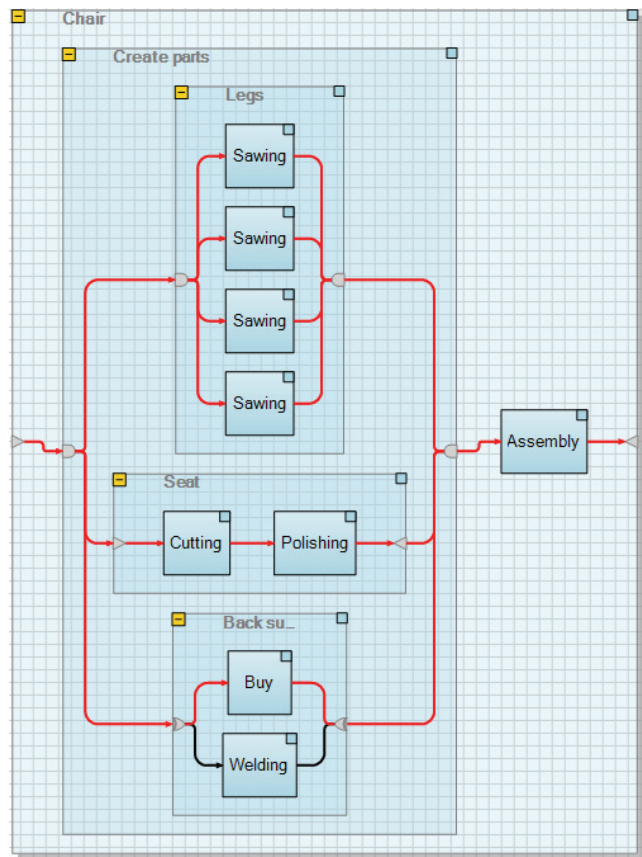 Chair
Create parts
Legs
Sawing
Sawing
Sawing
Sawing
Assembly
Seat
Cutting
Polishing
Back su...
Buy
Welding